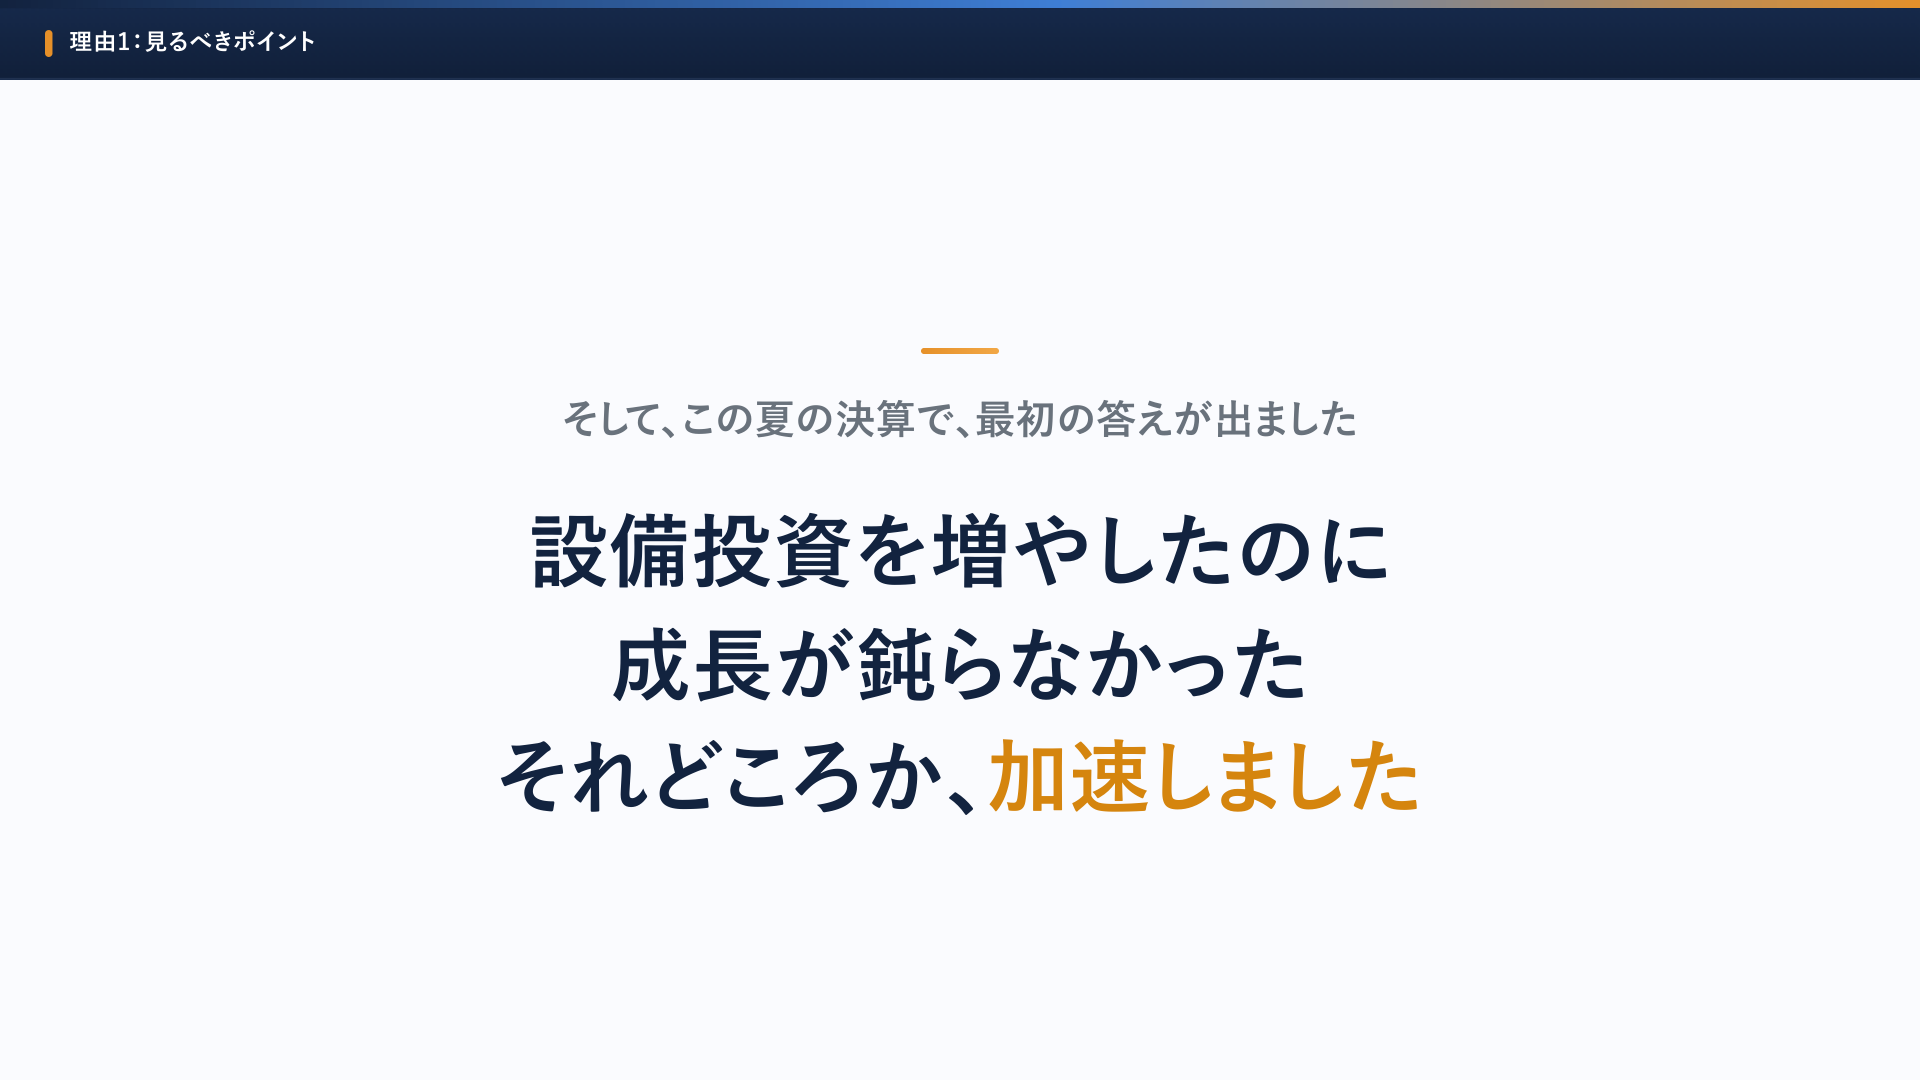 理由1：見るべきポイント
そして、この夏の決算で、最初の答えが出ました
設備投資を増やしたのに
成長が鈍らなかった
それどころか、加速しました